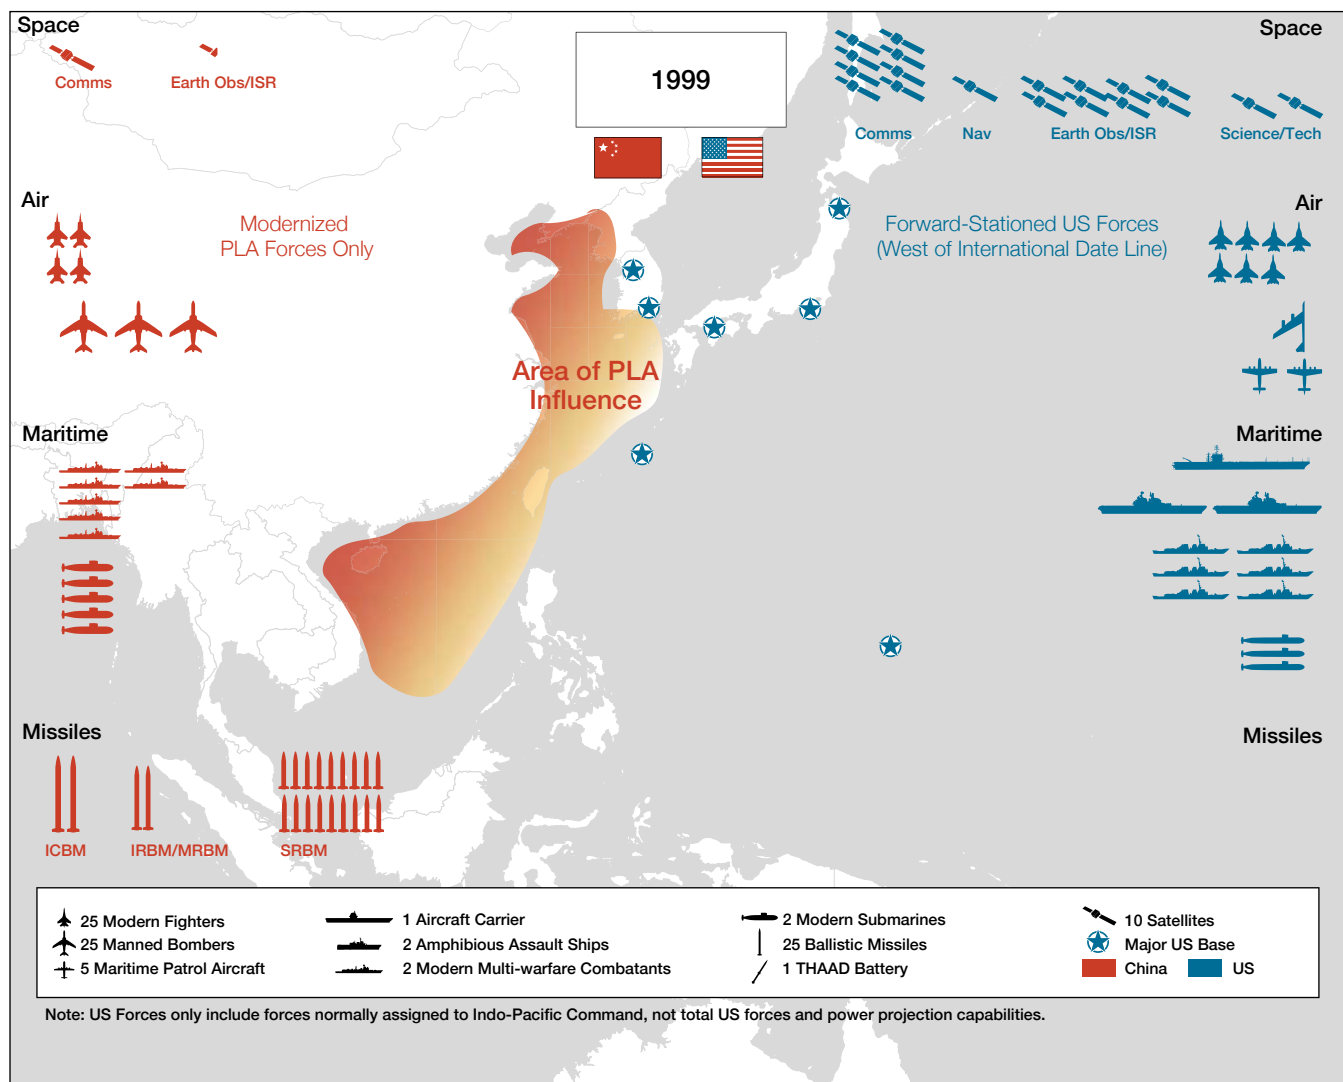 Space
Comms
Earth Obs/ISR
1999
Space
Comms
Nav
Earth Obs/ISR
Science/Tech
Air
Modernized
PLA Forces Only
Forward-Stationed US Forces
(West of International Date Line)
Air
Area of PLA
Influence
Maritime
Maritime
Missiles
ICBM
IRBM/MRBM
SRBM
Missiles
25 Modern Fighters
25 Manned Bombers
5 Maritime Patrol Aircraft
1 Aircraft Carrier
2 Amphibious Assault Ships
2 Modern Multi-warfare Combatants
2 Modern Submarines
25 Ballistic Missiles
1 THAAD Battery
10 Satellites
Major US Base
China
US
Note: US Forces only include forces normally assigned to Indo-Pacific Command, not total US forces and power projection capabilities.